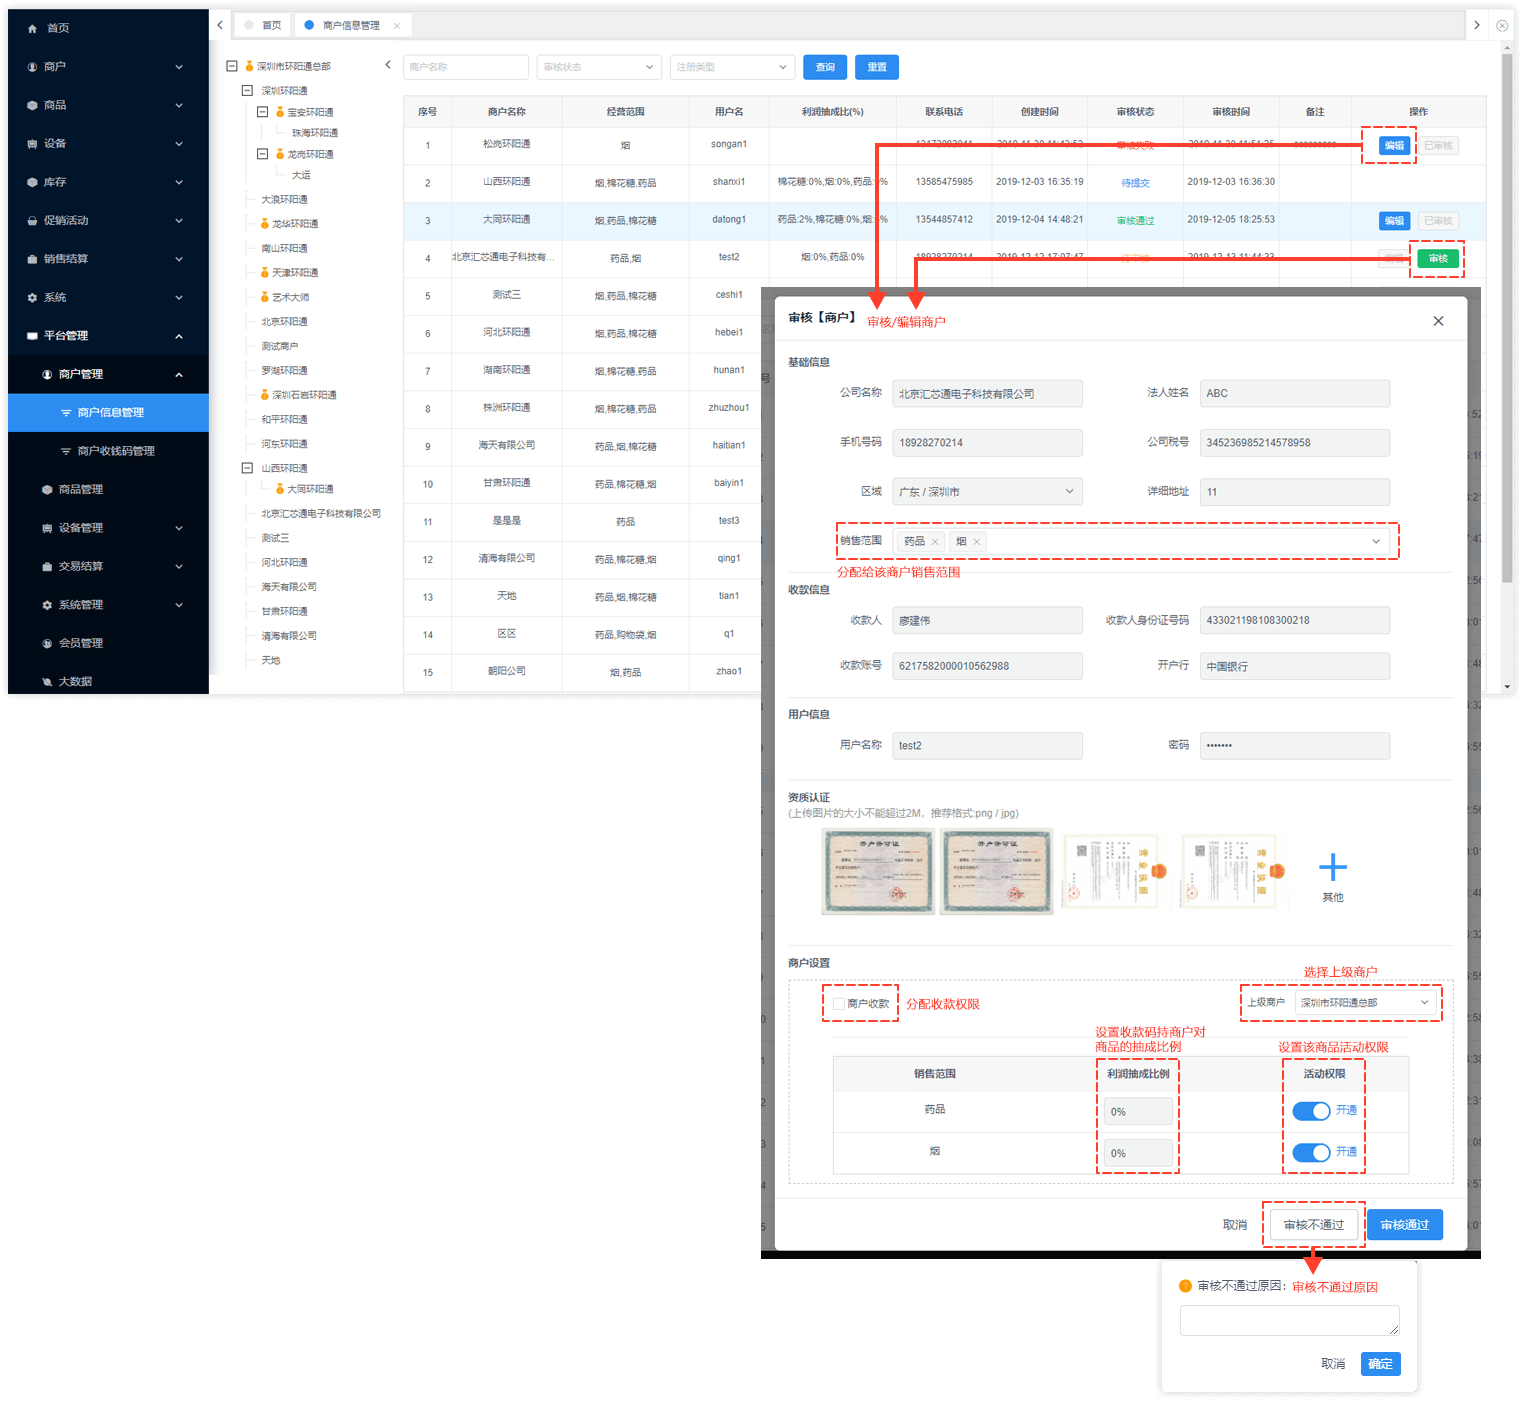 首页
商户
商品
设备
库存
促销活动
销售结算
系统
平台管理
商户管理
商户信息管理
商户收钱码管理
商品管理
设备管理
交易结算
系统管理
会员管理
大数据
首页
商户信息管理
深圳市环阳通总部
深圳环阳通
宝安环阳通
珠海环阳通
龙岗环阳通
大运
大浪环阳通
龙华环阳通
南山环阳通
天津环阳通
艺术大师
北京环阳通
测试商户
罗湖环阳通
深圳石岩环阳通
和平环阳通
河东环阳通
山西环阳通
大同环阳通
北京汇芯通电子科技有限公司
测试三
河北环阳通
海天有限公司
甘肃环阳通
清海有限公司
天地
商户名称 审核状态 注册类型 查询 重置
序号 商户名称 经营范围 用户名 利润抽成比(%) 联系电话 创建时间 审核状态 审核时间 备注 操作
1 松岗环阳通 烟 songan1 编辑 已审核
2 山西环阳通 烟,棉花糖,药品 shanxi1 棉花糖:0%,烟:0%,药品:0% 13585475985 2019-12-03 16:35:19 待提交 2019-12-03 16:36:30
3 大同环阳通 烟,药品,棉花糖 datong1 药品:2%,棉花糖:0%,烟: 13544857412 2019-12-04 14:48:21 审核通过 2019-12-05 18:25:53 编辑 已审核
4 北京汇芯通电子科技有... 药品,烟 test2 烟:0%,药品:0% 18928270214 2019-12-12 17:07:47 审核
5 测试三 烟,药品,棉花糖 ceshi1
6 河北环阳通 烟,药品,棉花糖 hebei1
7 湖南环阳通 烟,棉花糖,药品 hunan1
8 株洲环阳通 烟,棉花糖,药品 zhuzhou1
9 海天有限公司 药品,烟,棉花糖 haitian1
10 甘肃环阳通 药品,棉花糖,烟 baiyin1
11 是是是 药品 test3
12 清海有限公司 药品,棉花糖,烟 qing1
13 天地 药品,烟,棉花糖 tian1
14 区区 药品,购物袋,烟 q1
15 朝阳公司 烟,药品 zhao1
审核【商户】 审核/编辑商户
基础信息
公司名称 北京汇芯通电子科技有限公司 法人姓名 ABC
手机号码 18928270214 公司税号 345236985214578958
区域 广东 / 深圳市 详细地址 11
销售范围 药品 烟
分配给该商户销售范围
收款信息
收款人 廖建伟 收款人身份证号码 433021198108300218
收款账号 6217582000010562988 开户行 中国银行
用户信息
用户名称 test2 密码 •••••••
资质认证
(上传图片的大小不能超过2M，推荐格式:png / jpg)
开户许可证
开户许可证
营业执照
营业执照
其他
商户设置
选择上级商户
商户收款 分配收款权限 上级商户 深圳市环阳通总部
设置收款码持商户对
商品的抽成比例
设置该商品活动权限
销售范围 利润抽成比例 活动权限
药品 0% 开通
烟 0% 开通
取消 审核不通过 审核通过
审核不通过原因: 审核不通过原因
取消 确定